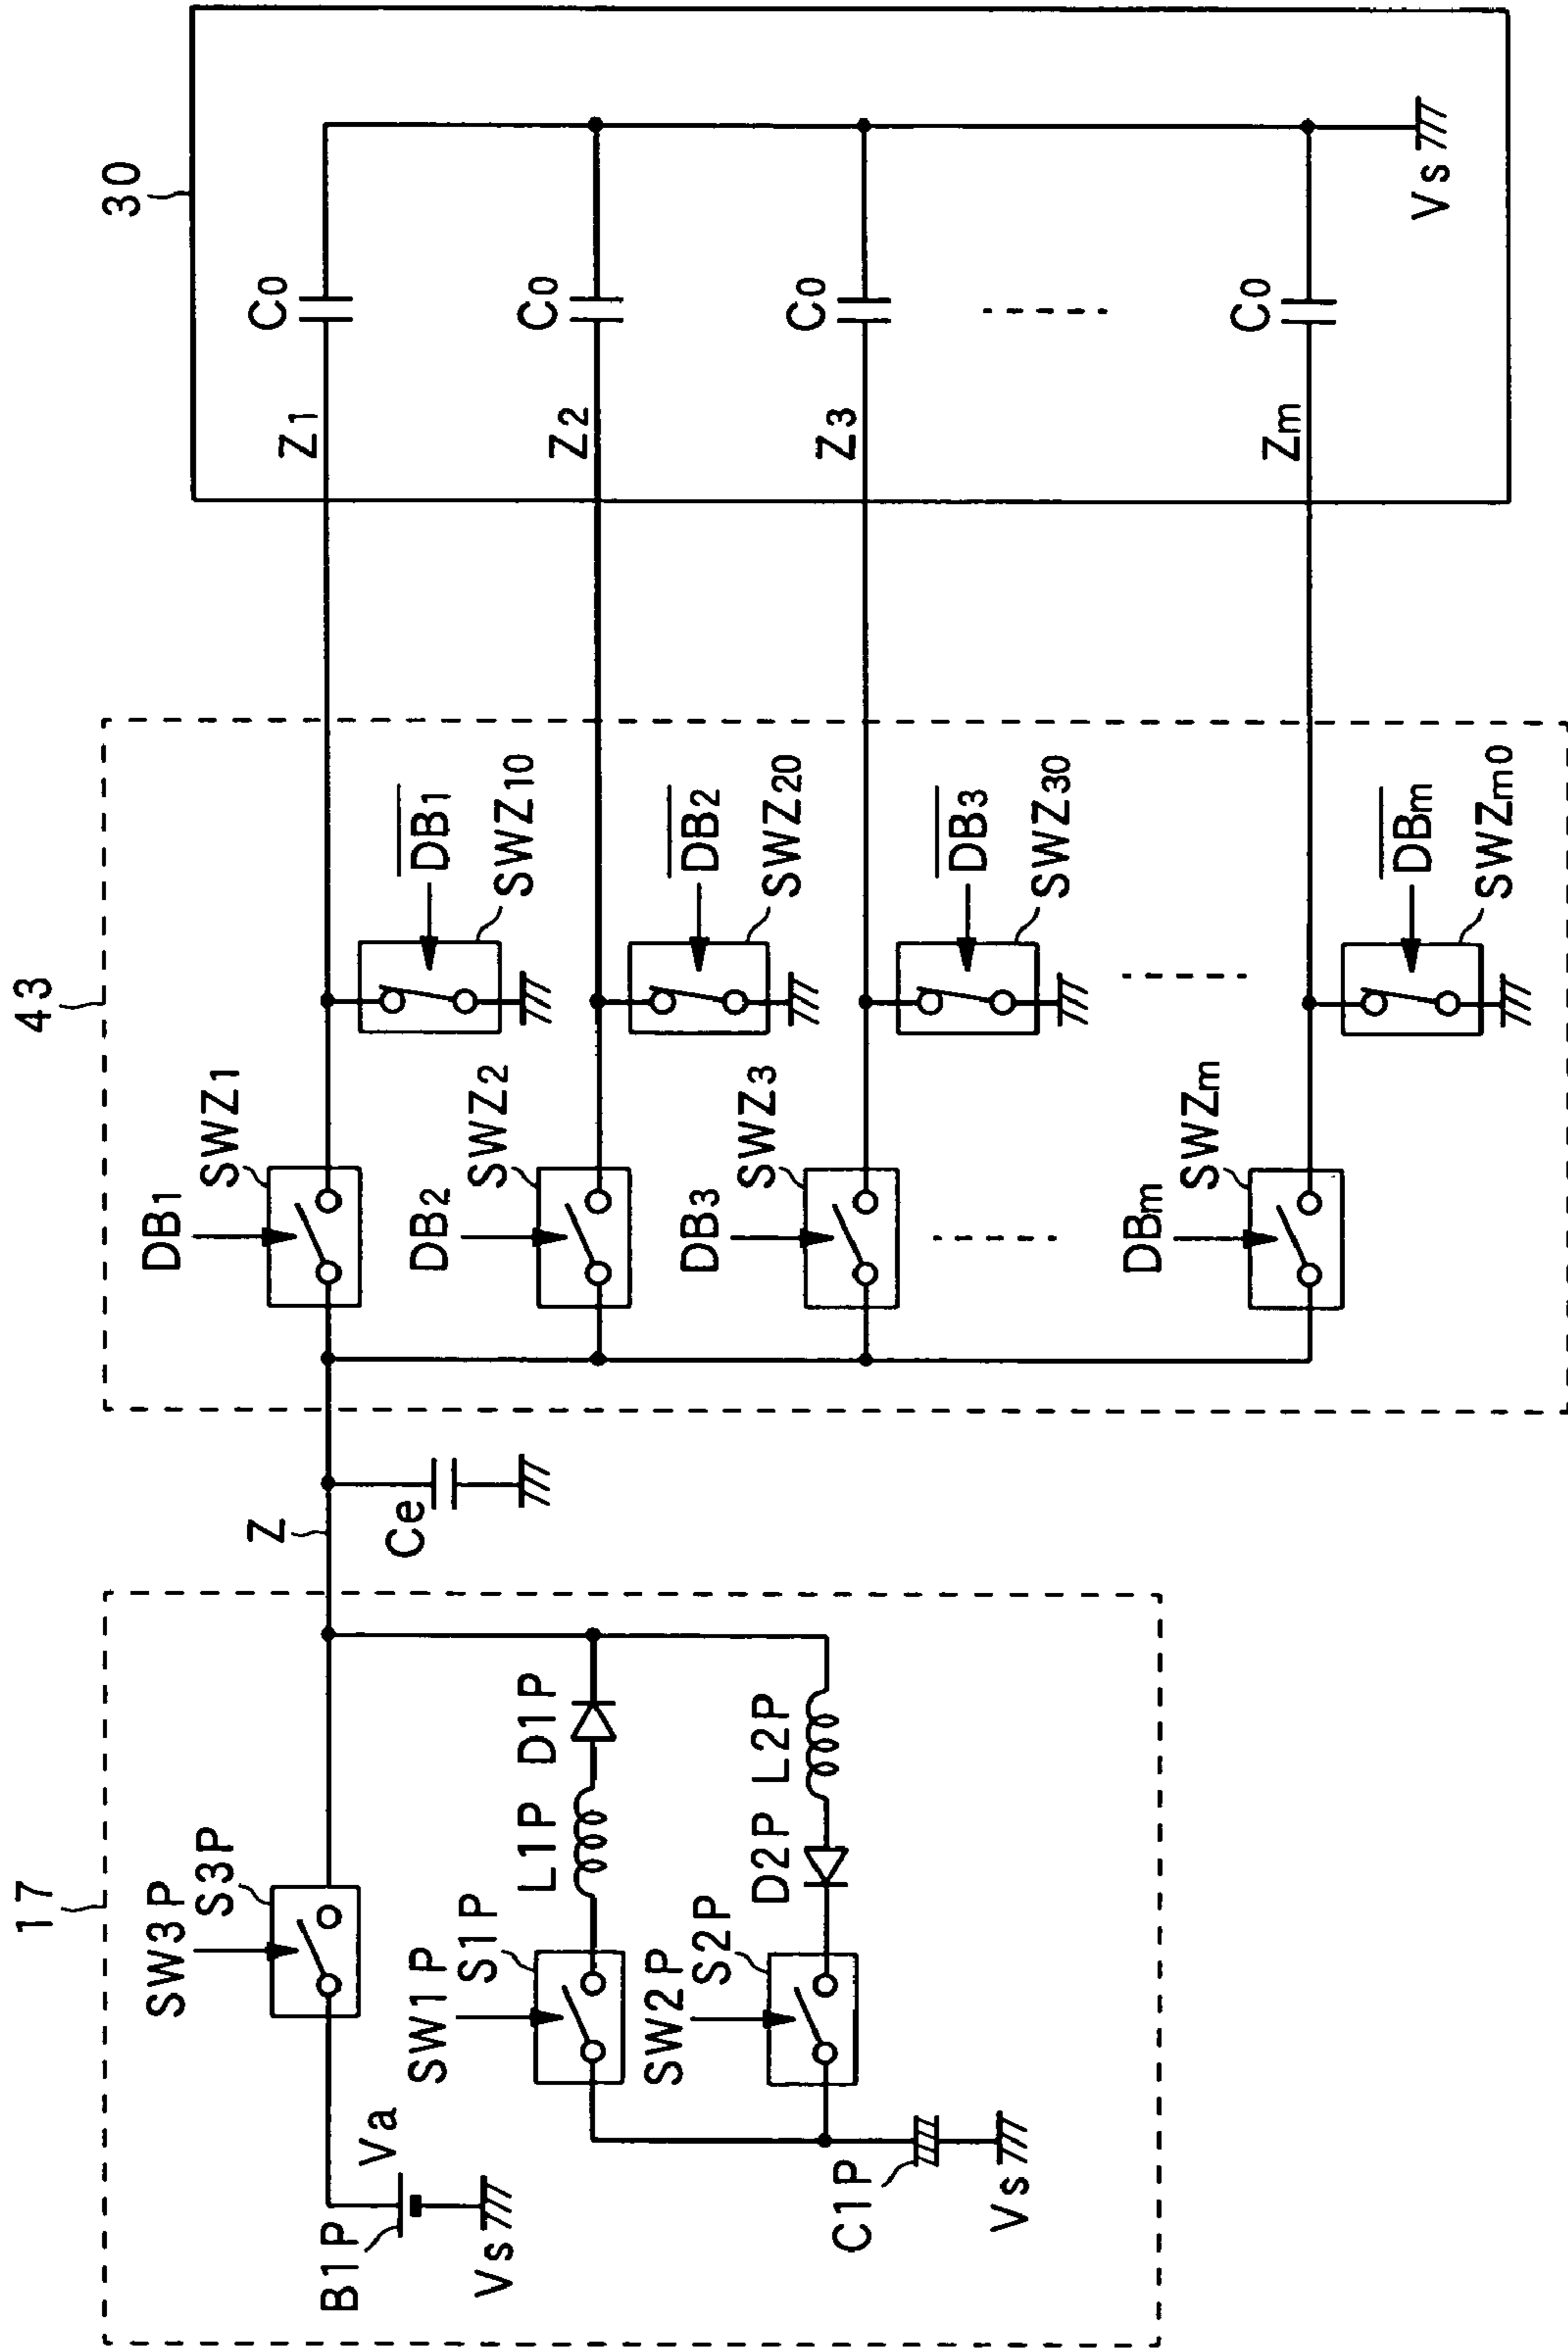 17
SW3P
S3P
B1P
Va
Vs
SW1P
S1P
L1P
D1P
SW2P
S2P
D2P
L2P
C1P
Vs
Z
Ce
43
DB1
SWZ1
DB1
SWZ10
DB2
SWZ2
DB2
SWZ20
DB3
SWZ3
DB3
SWZ30
DBm
SWZm
DBm
SWZm0
30
Z1
C0
Z2
C0
Z3
C0
Zm
C0
Vs